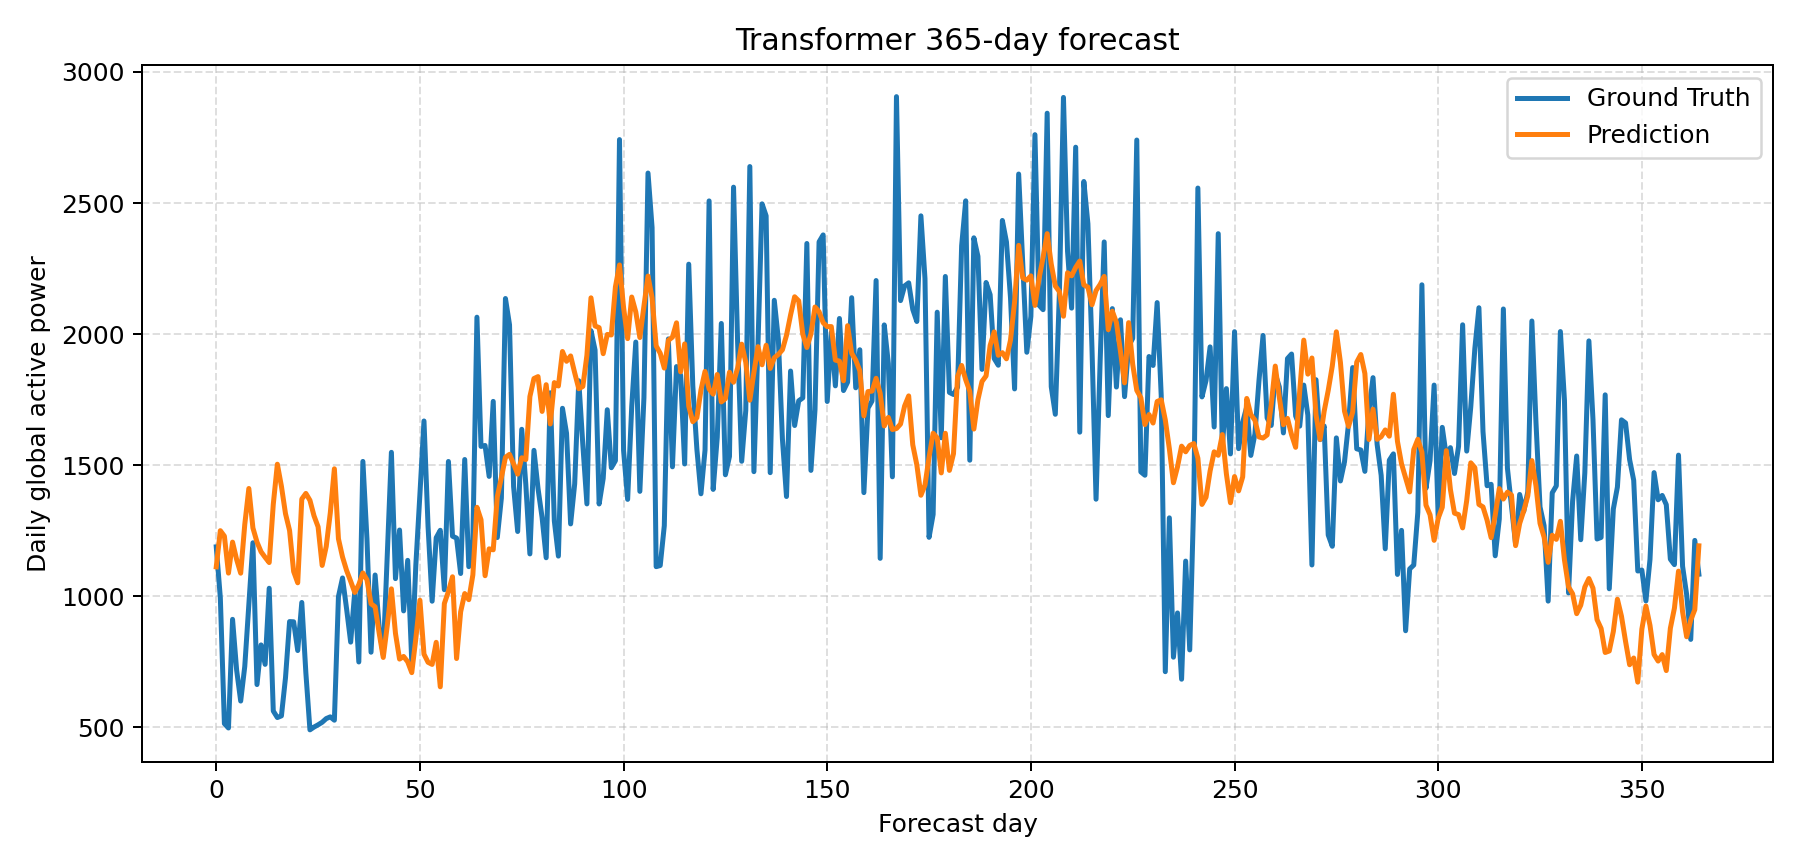 Transformer 365-day forecast
3000
2500
2000
1500
1000
500
Daily global active power
Ground Truth
Prediction
0 50 100 150 200 250 300 350
Forecast day